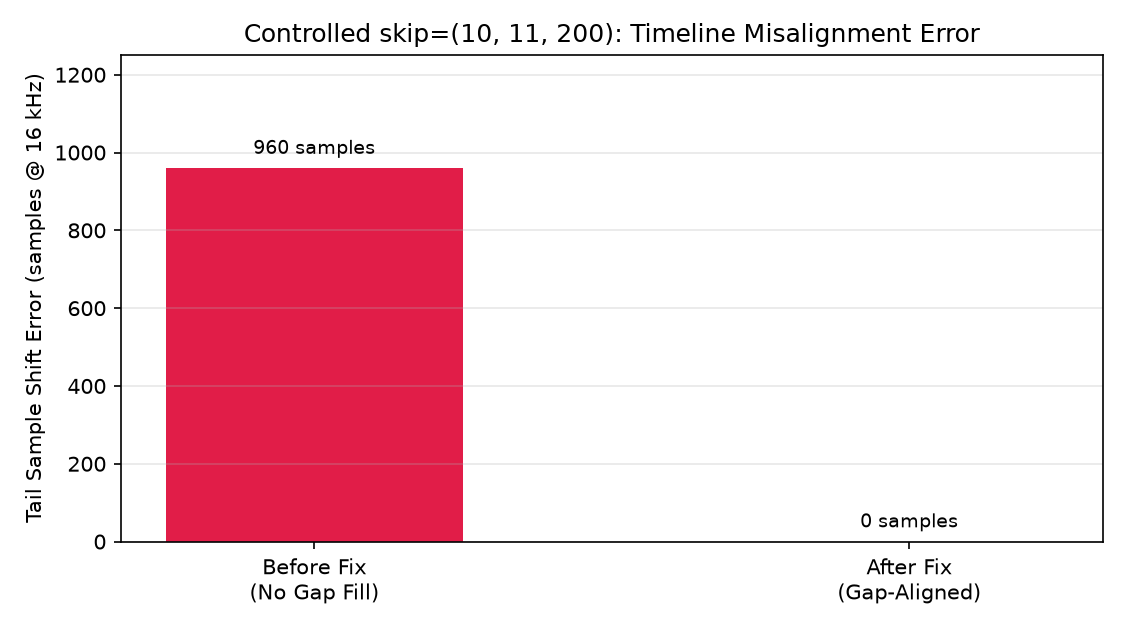 Controlled skip=(10, 11, 200): Timeline Misalignment Error
Tail Sample Shift Error (samples @ 16 kHz)
1200
1000
800
600
400
200
0
960 samples
0 samples
Before Fix
(No Gap Fill)
After Fix
(Gap-Aligned)